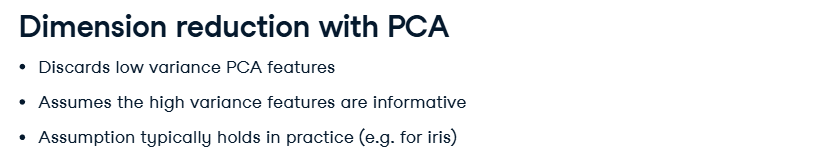 Dimension reduction with PCA
• Discards low variance PCA features
• Assumes the high variance features are informative
• Assumption typically holds in practice (e.g. for iris)